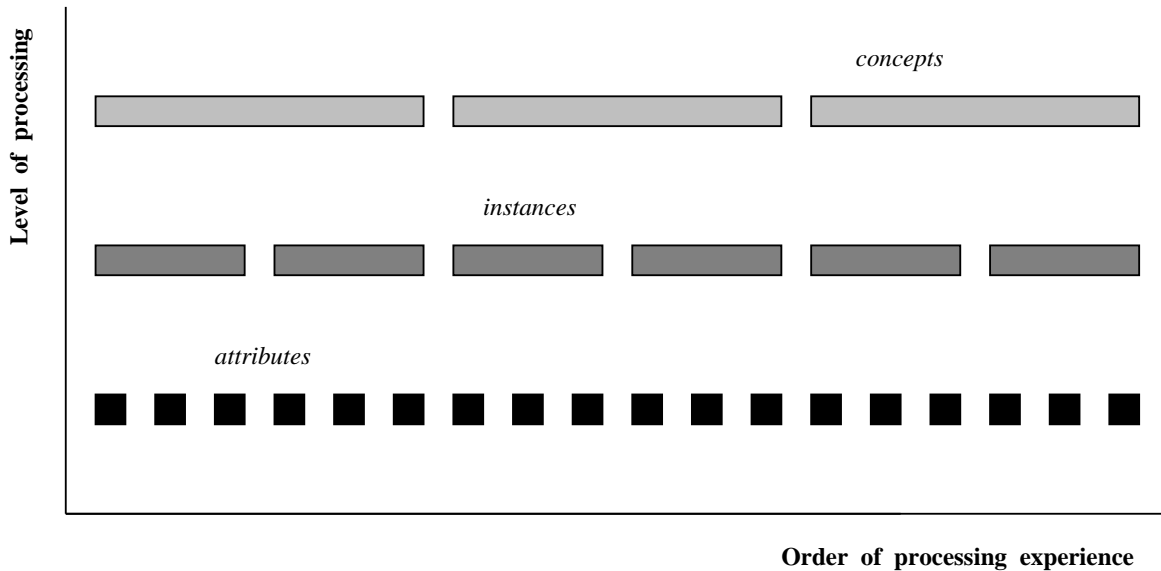 concepts
Level of processing
instances
attributes
Order of processing experience